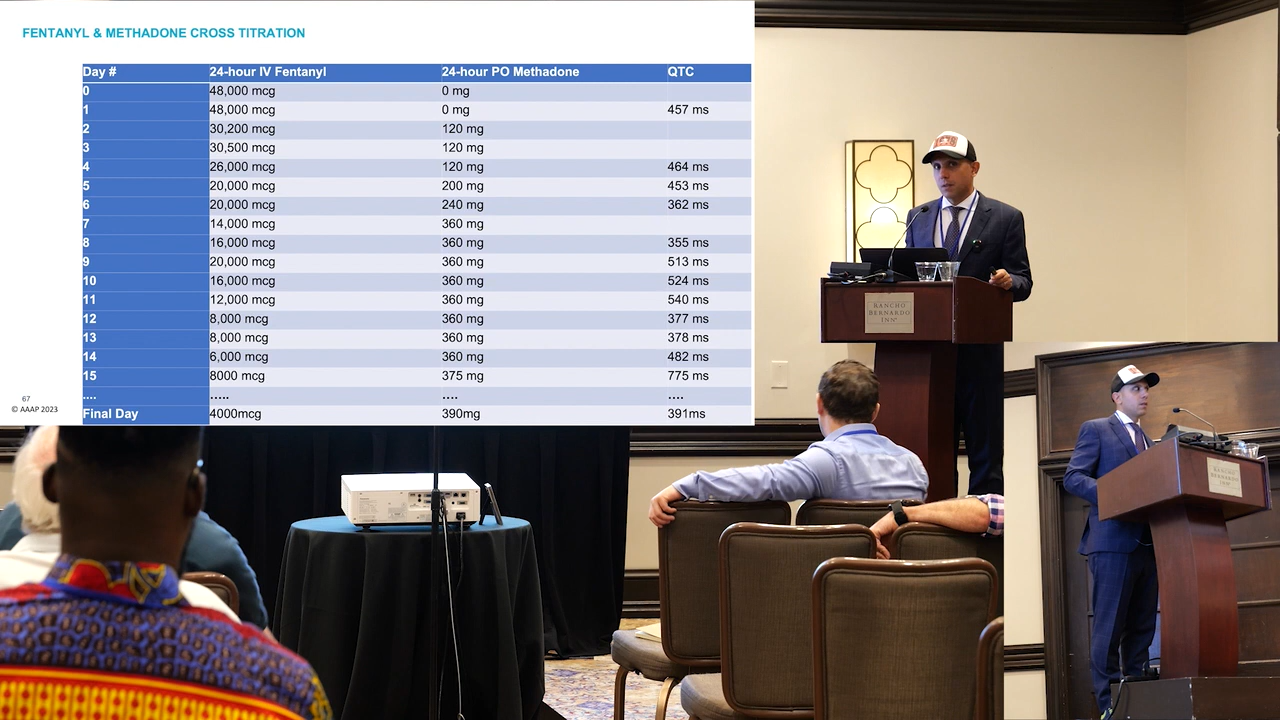 FENTANYL & METHADONE CROSS TITRATION
Day # 24-hour IV Fentanyl 24-hour PO Methadone QTC
0 48,000 mcg 0 mg
1 48,000 mcg 0 mg 457 ms
2 30,200 mcg 120 mg
3 30,500 mcg 120 mg
4 26,000 mcg 120 mg 464 ms
5 20,000 mcg 200 mg 453 ms
6 20,000 mcg 240 mg 362 ms
7 14,000 mcg 360 mg
8 16,000 mcg 360 mg 355 ms
9 20,000 mcg 360 mg 513 ms
10 16,000 mcg 360 mg 524 ms
11 12,000 mcg 360 mg 540 ms
12 8,000 mcg 360 mg 377 ms
13 8,000 mcg 360 mg 378 ms
14 6,000 mcg 360 mg 482 ms
15 8000 mcg 375 mg 775 ms
.... ..... .... ....
Final Day 4000mcg 390mg 391ms
67
© AAAP 2023
RANCHO
BERNARDO
INN
RANCHO
BERNARDO
INN